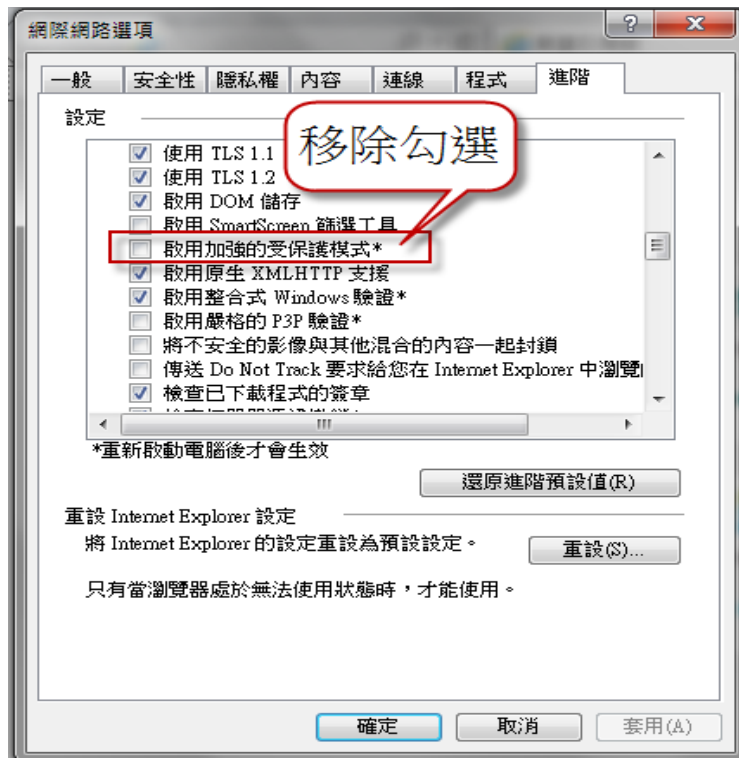 網際網路選項
一般 安全性 隱私權 內容 連線 程式 進階
設定
移除勾選
使用 TLS 1.1
使用 TLS 1.2
啟用 DOM 儲存
啟用 SmartScreen 篩選工具
啟用加強的受保護模式*
啟用原生 XMLHTTP 支援
啟用整合式 Windows 驗證*
啟用嚴格的 P3P 驗證*
將不安全的影像與其他混合的內容一起封鎖
傳送 Do Not Track 要求給您在 Internet Explorer 中瀏覽
檢查已下載程式的簽章
*重新啟動電腦後才會生效
還原進階預設值(R)
重設 Internet Explorer 設定
將 Internet Explorer 的設定重設為預設設定。
重設(S)...
只有當瀏覽器處於無法使用狀態時，才能使用。
確定 取消 套用(A)